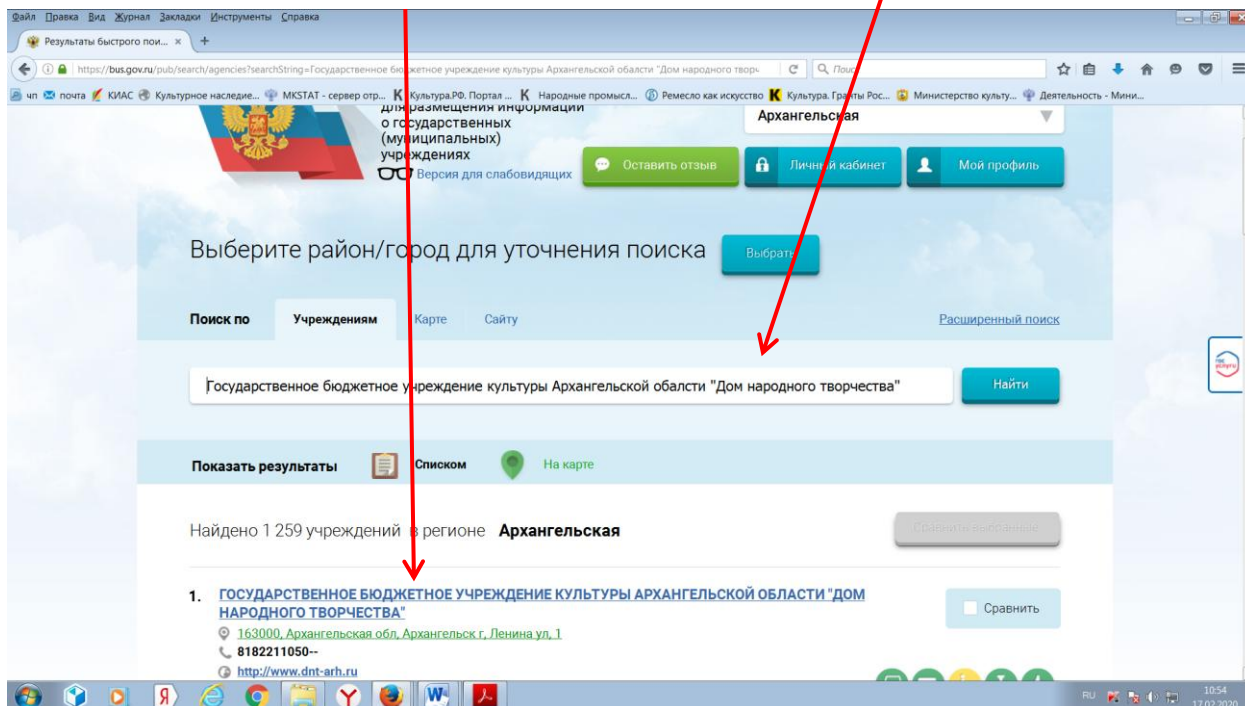 Файл Правка Вид Журнал Закладки Инструменты Справка
Результаты быстрого пои... × +
https://bus.gov.ru/pub/search/agencies?searchString=Государственное бюджетное учреждение культуры Архангельской обалсти "Дом народного творч
Поиск
чп почта КИАС Культурное наследие... MKSTAT - сервер отр... Культура.РФ. Портал ... Народные промысл... Ремесло как искусство Культура. Гранты Рос... Министерство культу... Деятельность - Мини...
для размещения информации
о государственных
(муниципальных)
учреждениях
Версия для слабовидящих
Архангельская
Оставить отзыв
Личный кабинет
Мой профиль
Выберите район/город для уточнения поиска
Выбрать
Поиск по Учреждениям Карте Сайту Расширенный поиск
Государственное бюджетное учреждение культуры Архангельской обалсти "Дом народного творчества"
Найти
Показать результаты Списком На карте
Найдено 1 259 учреждений в регионе Архангельская
Сравнить выбранные
1. ГОСУДАРСТВЕННОЕ БЮДЖЕТНОЕ УЧРЕЖДЕНИЕ КУЛЬТУРЫ АРХАНГЕЛЬСКОЙ ОБЛАСТИ "ДОМ
НАРОДНОГО ТВОРЧЕСТВА"
Сравнить
163000, Архангельская обл, Архангельск г, Ленина ул, 1
8182211050--
http://www.dnt-arh.ru
RU
10:54
17.02.2020